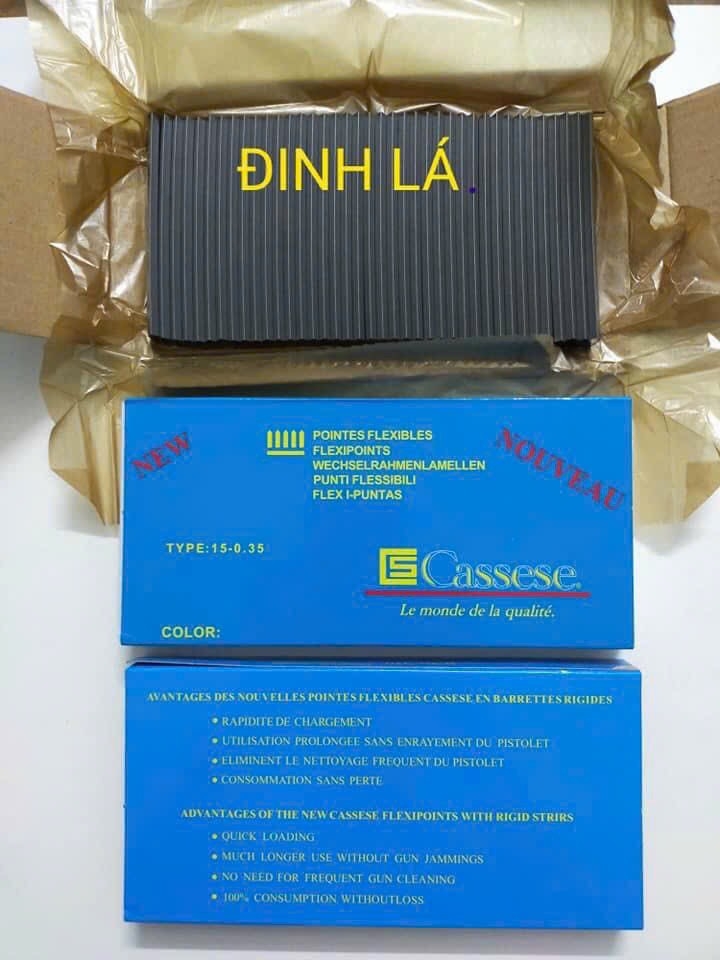 ĐINH LÁ.
NEW
POINTES FLEXIBLES
FLEXIPOINTS
WECHSELRAHMENLAMELLEN
PUNTI FLESSIBILI
FLEX I-PUNTAS
NOUVEAU
TYPE:15-0.35
CS Cassese®
Le monde de la qualité.
COLOR:
AVANTAGES DES NOUVELLES POINTES FLEXIBLES CASSESE EN BARRETTES RIGIDES
• RAPIDITE DE CHARGEMENT
• UTILISATION PROLONGEE SANS ENRAYEMENT DU PISTOLET
• ELIMINENT LE NETTOYAGE FREQUENT DU PISTOLET
• CONSOMMATION SANS PERTE
ADVANTAGES OF THE NEW CASSESE FLEXIPOINTS WITH RIGID STRIRS
• QUICK LOADING
• MUCH LONGER USE WITHOUT GUN JAMMINGS
• NO NEED FOR FREQUENT GUN CLEANING
• 100% CONSUMPTION WITHOUTLOSS